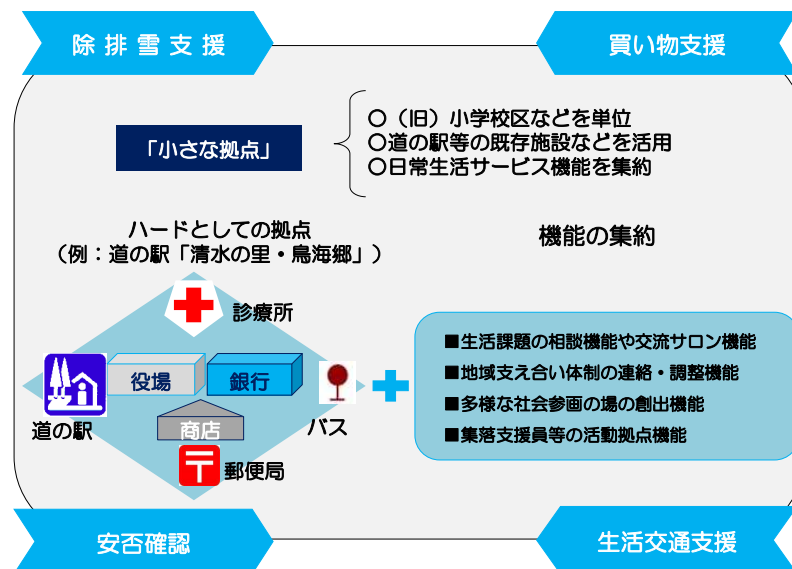 除排雪支援
買い物支援
「小さな拠点」
○（旧）小学校区などを単位
○道の駅等の既存施設などを活用
○日常生活サービス機能を集約
ハードとしての拠点
（例：道の駅「清水の里・鳥海郷」）
機能の集約
診療所
役場
銀行
道の駅
商店
バス
郵便局
■生活課題の相談機能や交流サロン機能
■地域支え合い体制の連絡・調整機能
■多様な社会参画の場の創出機能
■集落支援員等の活動拠点機能
安否確認
生活交通支援